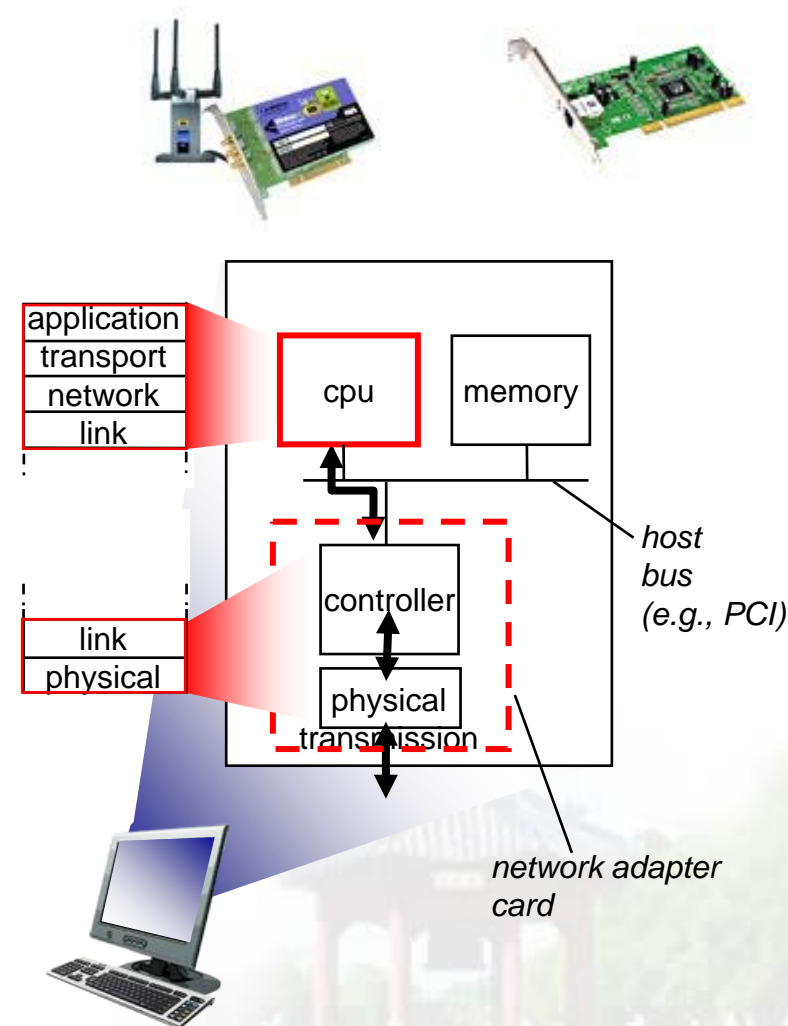 application
transport
network
link
cpu
memory
host
bus
(e.g., PCI)
controller
link
physical
physical
transmission
network adapter
card